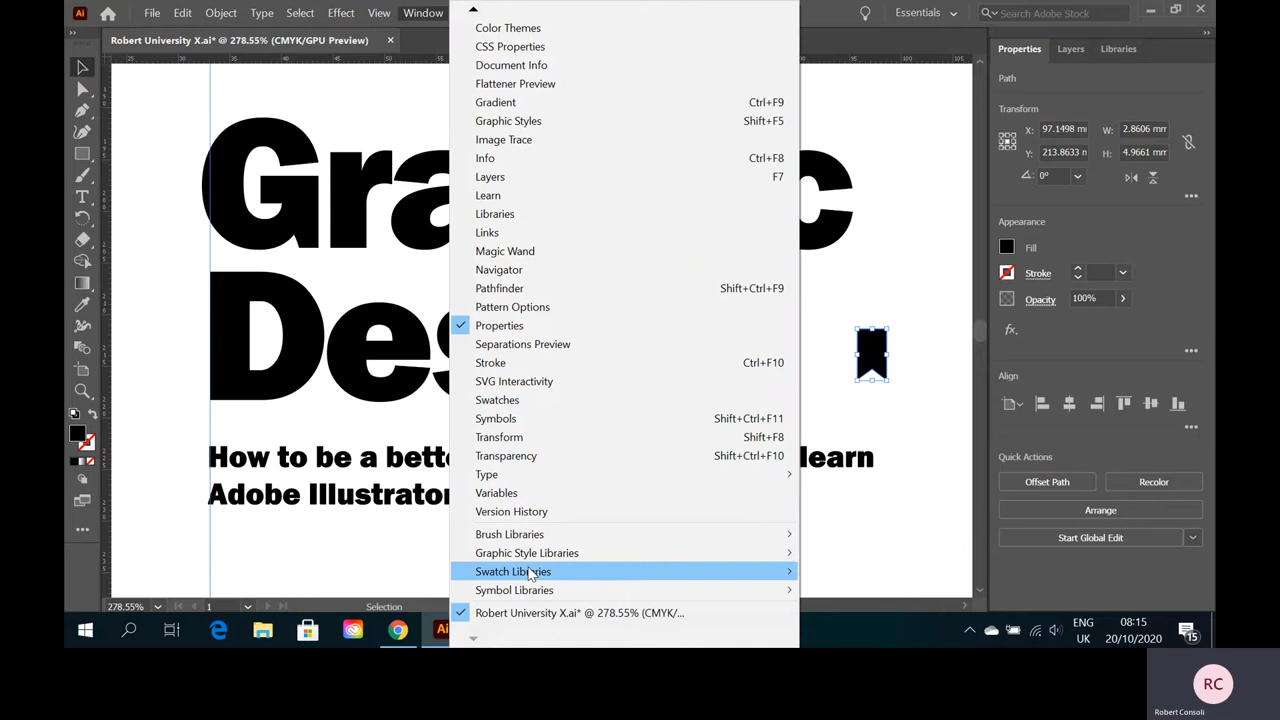 Ai File Edit Object Type Select Effect View Window Essentials Search Adobe Stock
Robert University X.ai* @ 278.55% (CMYK/GPU Preview)
Color Themes
CSS Properties
Document Info
Flattener Preview
Gradient Ctrl+F9
Graphic Styles Shift+F5
Image Trace
Info Ctrl+F8
Layers F7
Learn
Libraries
Links
Magic Wand
Navigator
Pathfinder Shift+Ctrl+F9
Pattern Options
Properties
Separations Preview
Stroke Ctrl+F10
SVG Interactivity
Swatches
Symbols Shift+Ctrl+F11
Transform Shift+F8
Transparency Shift+Ctrl+F10
Type
Variables
Version History
Brush Libraries
Graphic Style Libraries
Swatch Libraries
Symbol Libraries
Robert University X.ai* @ 278.55% (CMYK/...
Gra c
Des
How to be a bette learn
Adobe Illustrator
Properties Layers Libraries
Path
Transform
X: 97.1498 mm W: 2.8606 mm
Y: 213.8633 H: 4.9661 mm
0°
Appearance
Fill
Stroke
Opacity 100%
fx.
Align
Quick Actions
Offset Path Recolor
Arrange
Start Global Edit
278.55% 1 Selection
Ai ENG 08:15
UK 20/10/2020 15
RC
Robert Consoli